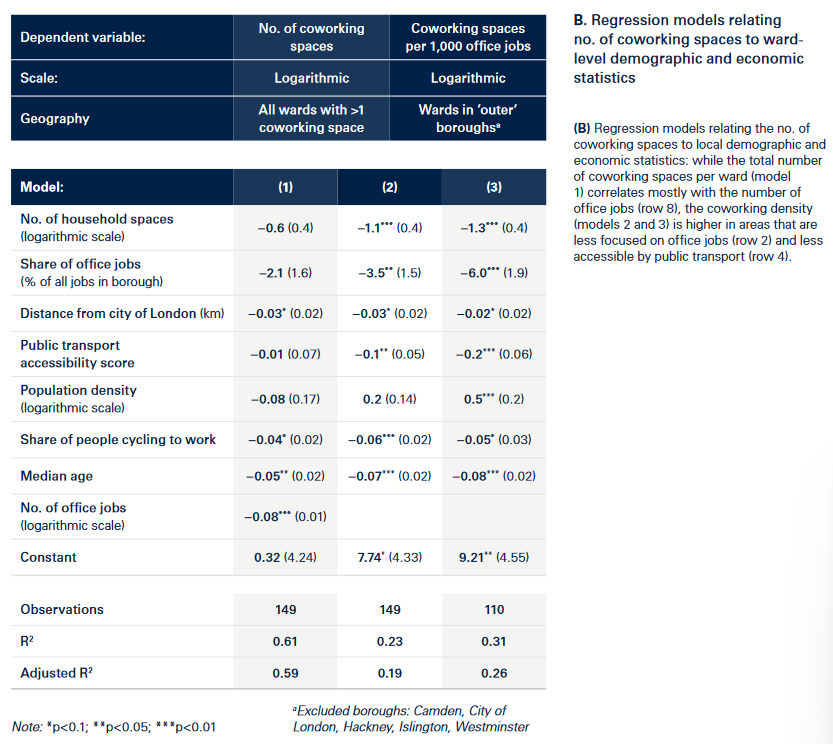 Dependent variable: No. of coworking spaces Coworking spaces per 1,000 office jobs
Scale: Logarithmic Logarithmic
Geography All wards with >1 coworking space Wards in ‘outer’ boroughsᵃ
Model: (1) (2) (3)
No. of household spaces (logarithmic scale) −0.6 (0.4) −1.1*** (0.4) −1.3*** (0.4)
Share of office jobs (% of all jobs in borough) −2.1 (1.6) −3.5** (1.5) −6.0*** (1.9)
Distance from city of London (km) −0.03* (0.02) −0.03* (0.02) −0.02* (0.02)
Public transport accessibility score −0.01 (0.07) −0.1** (0.05) −0.2*** (0.06)
Population density (logarithmic scale) −0.08 (0.17) 0.2 (0.14) 0.5*** (0.2)
Share of people cycling to work −0.04* (0.02) −0.06*** (0.02) −0.05* (0.03)
Median age −0.05** (0.02) −0.07*** (0.02) −0.08*** (0.02)
No. of office jobs (logarithmic scale) −0.08*** (0.01)
Constant 0.32 (4.24) 7.74* (4.33) 9.21** (4.55)
Observations 149 149 110
R² 0.61 0.23 0.31
Adjusted R² 0.59 0.19 0.26
Note: *p<0.1; **p<0.05; ***p<0.01
ᵃExcluded boroughs: Camden, City of
London, Hackney, Islington, Westminster
B. Regression models relating
no. of coworking spaces to ward-
level demographic and economic
statistics
(B) Regression models relating the no. of
coworking spaces to local demographic and
economic statistics: while the total number
of coworking spaces per ward (model
1) correlates mostly with the number of
office jobs (row 8), the coworking density
(models 2 and 3) is higher in areas that are
less focused on office jobs (row 2) and less
accessible by public transport (row 4).